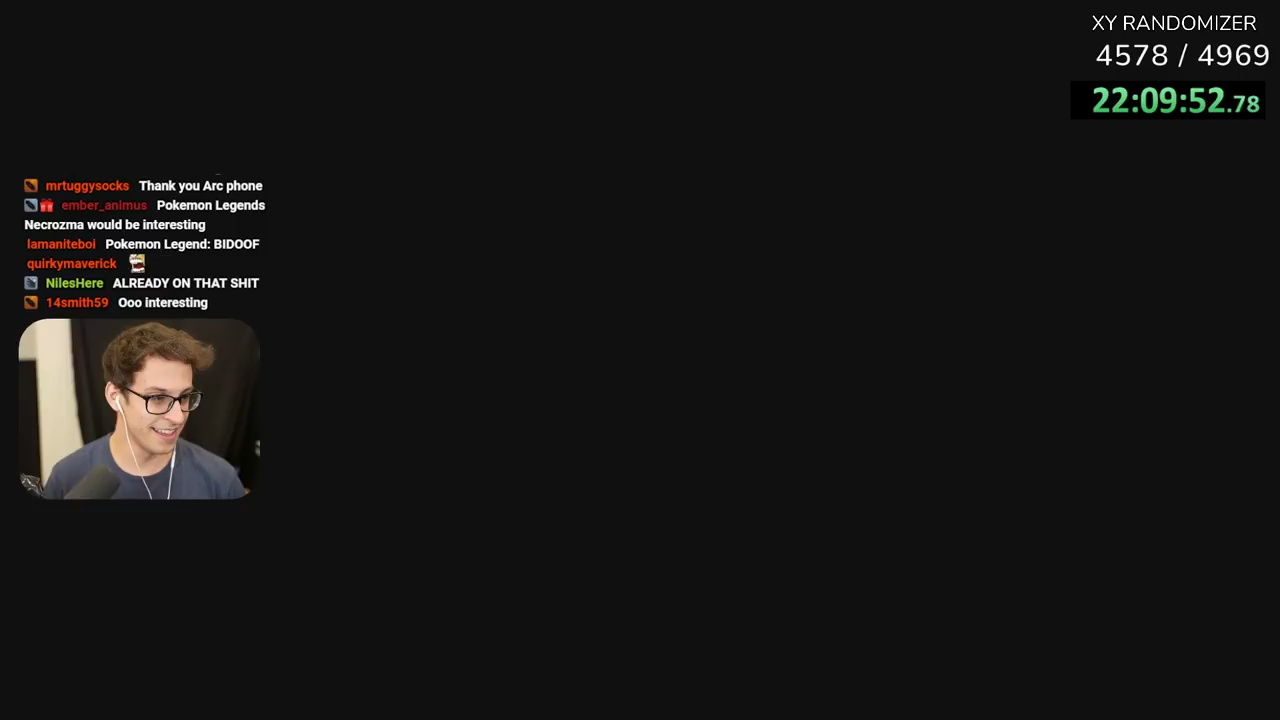 XY RANDOMIZER
4578 / 4969
22:09:52.78
mrtuggysocks Thank you Arc phone
ember_animus Pokemon Legends
Necrozma would be interesting
lamaniteboi Pokemon Legend: BIDOOF
quirkymaverick
NilesHere ALREADY ON THAT SHIT
14smith59 Ooo interesting